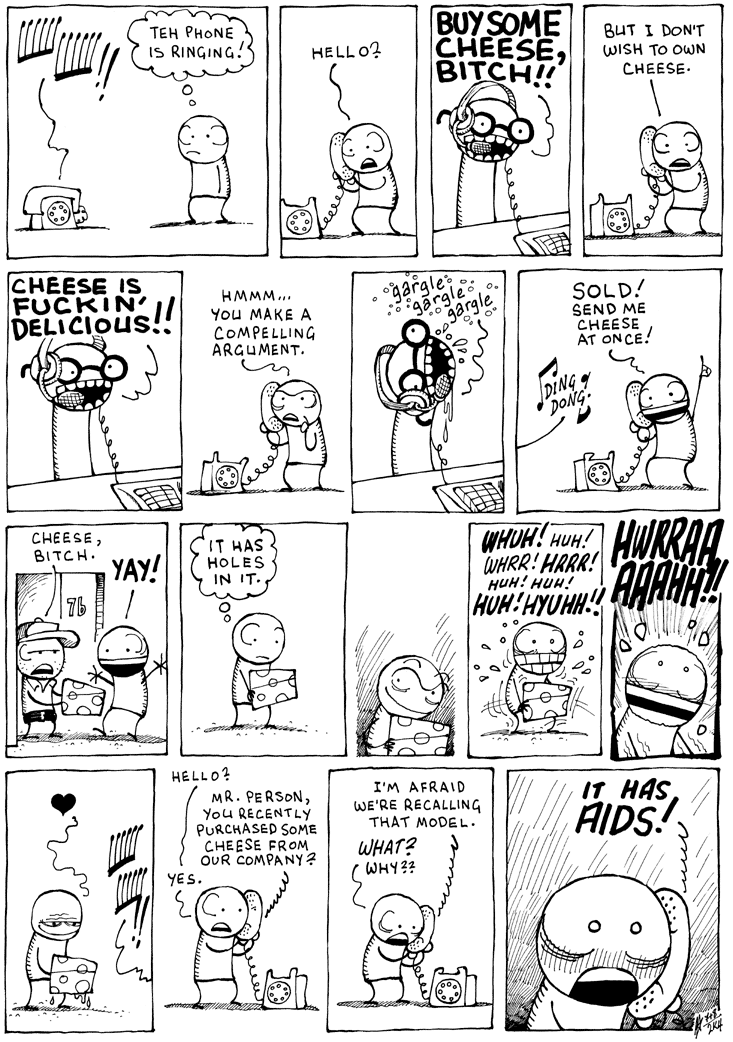 TEH PHONE
IS RINGING!
HELLO?
BUY SOME
CHEESE,
BITCH!!
BUT I DON'T
WISH TO OWN
CHEESE.
CHEESE IS
FUCKIN'
DELICIOUS!!
HMMM...
YOU MAKE A
COMPELLING
ARGUMENT.
gargle
gargle
gargle
SOLD!
SEND ME
CHEESE
AT ONCE!
DING
DONG!
CHEESE,
BITCH.
YAY!
76
IT HAS
HOLES
IN IT.
WHUH! HUH!
WHRR! HRRR!
HUH! HUH!
HUH! HYUHH!!
HWRRAA
AAAHH!!
HELLO?
MR. PERSON,
YOU RECENTLY
PURCHASED SOME
CHEESE FROM
OUR COMPANY?
YES.
I'M AFRAID
WE'RE RECALLING
THAT MODEL.
WHAT?
WHY??
IT HAS
AIDS!